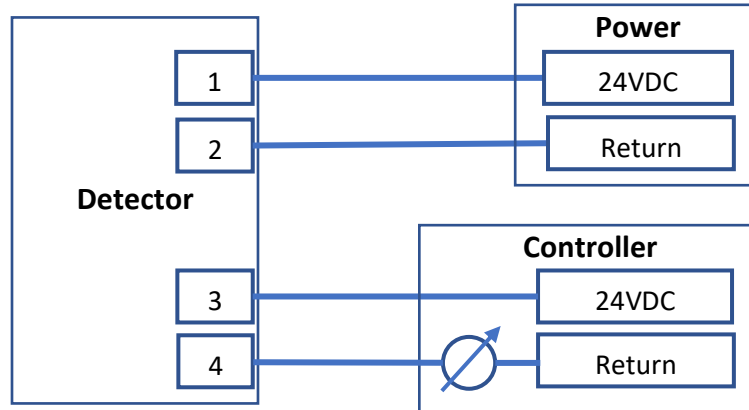 Power
1
24VDC
2
Return
Detector
Controller
3
24VDC
4
Return